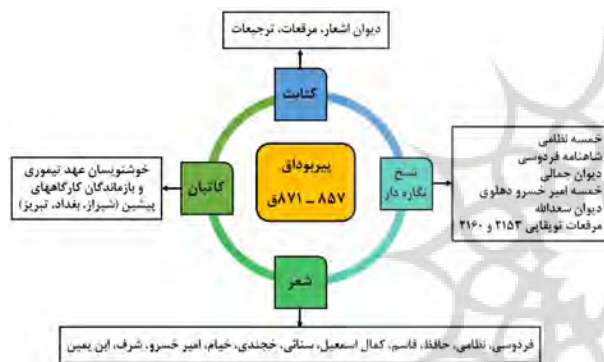 دیوان اشعار، مرقعات، ترجیعات
کتابت
خمسه نظامی
شاهنامه فردوسی
دیوان جمالی
خمسه امیر خسرو دهلوی
دیوان سعدالله
مرقعات توپقاپی ۲۱۵۳ و ۲۱۶۰
نسخ
نگاره دار
پیربوداق
۸۵۷ – ۸۷۱ق
کاتبان
خوشنویسان عهد تیموری
و بازماندگان کارگاههای
پیشین (شیراز، بغداد، تبریز)
شعر
فردوسی، نظامی، حافظ، قاسم، کمال اسمعیل، سنائی، خجندی، خیام، امیر خسرو، شرف، ابن یمین